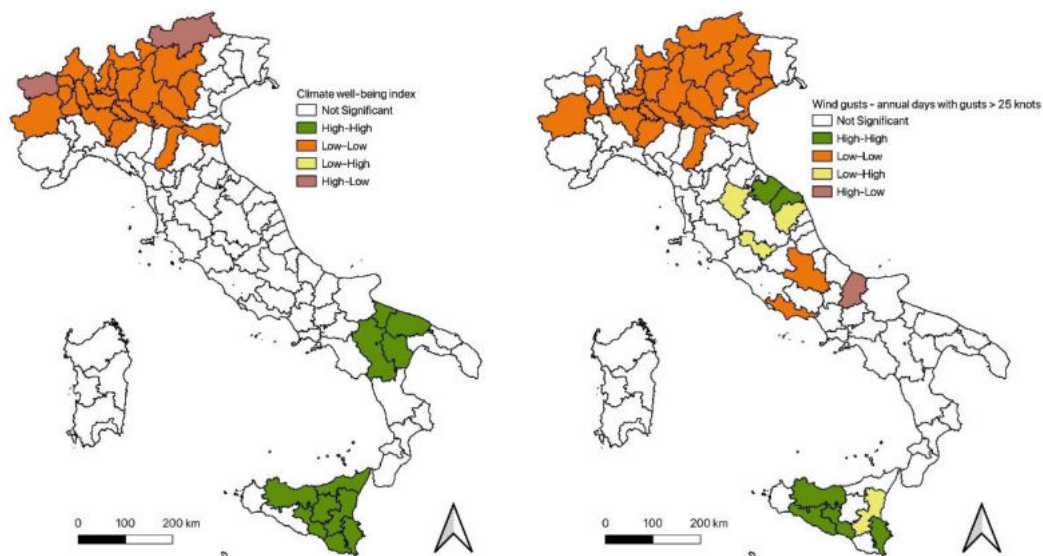 Climate well-being index
Not Significant
High-High
Low-Low
Low-High
High-Low
0 100 200 km
Wind gusts - annual days with gusts > 25 knots
Not Significant
High-High
Low-Low
Low-High
High-Low
0 100 200 km